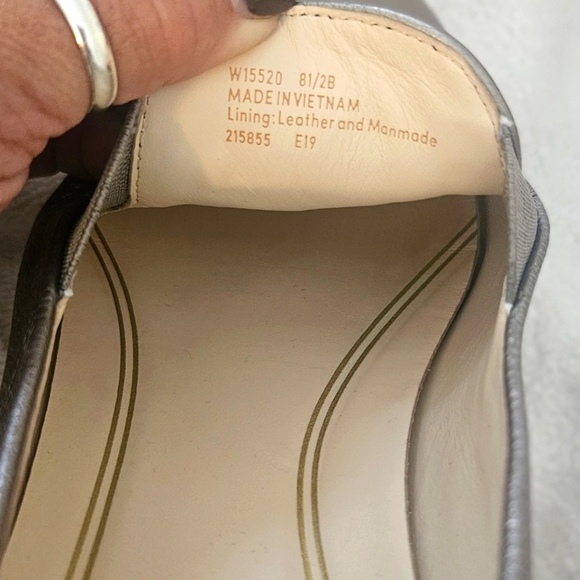 W15520 81/2B
MADE IN VIETNAM
Lining: Leather and Manmade
215855 E19